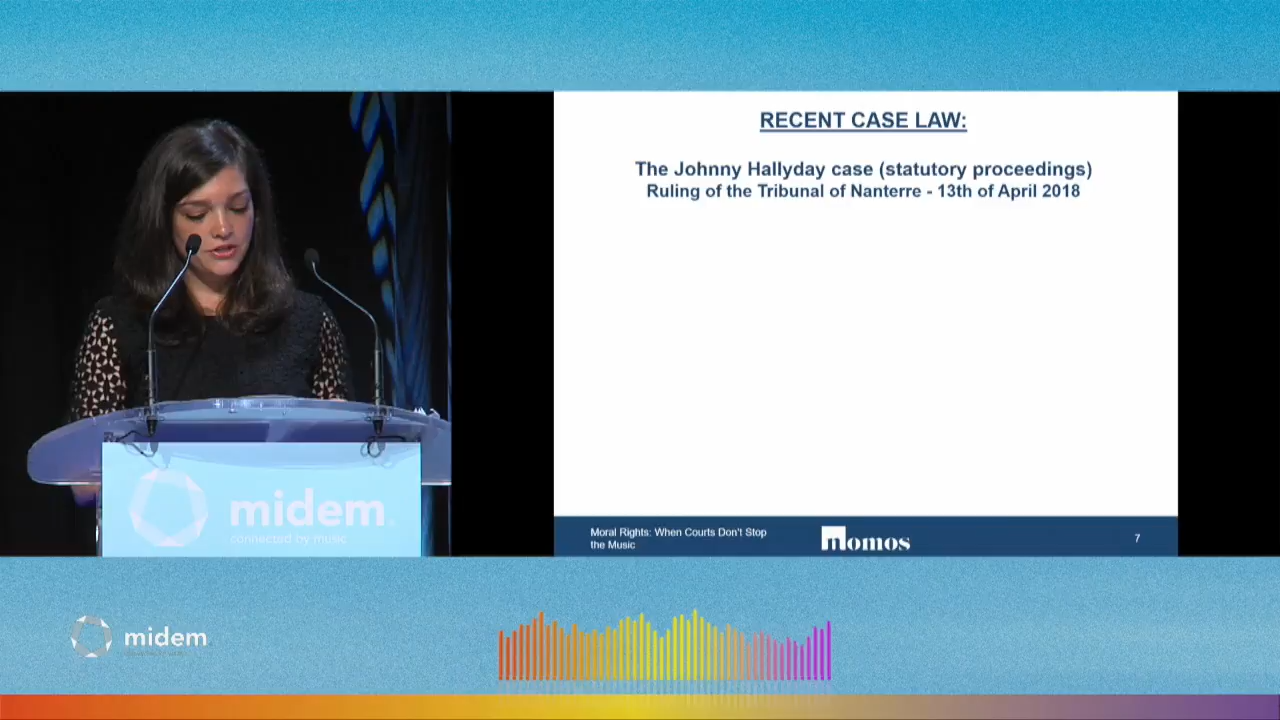 RECENT CASE LAW:
The Johnny Hallyday case (statutory proceedings)
Ruling of the Tribunal of Nanterre - 13th of April 2018
midem
connected by music
Moral Rights: When Courts Don't Stop
the Music
nomos
7
midem